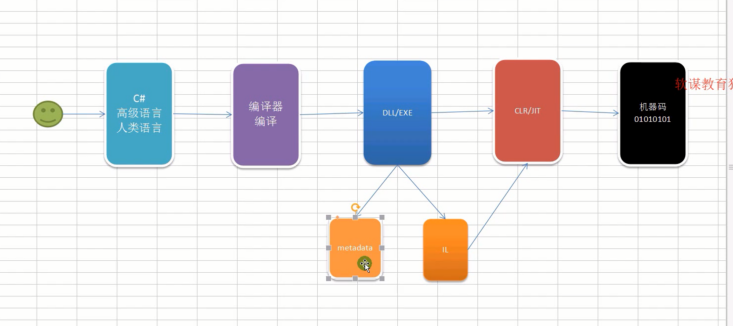 C#
高级语言
人类语言
编译器
编译
DLL/EXE
CLR/JIT
机器码
01010101
软谋教育
metadata
IL